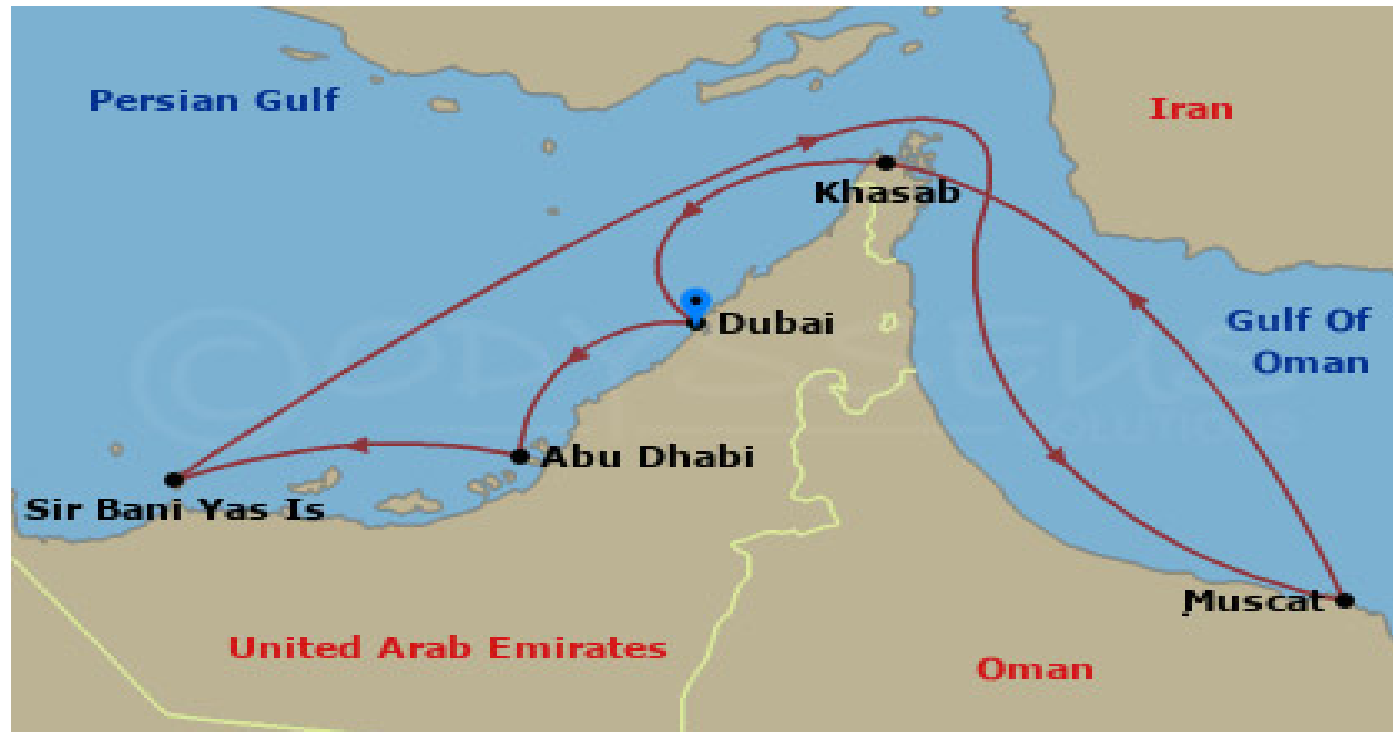 Persian Gulf
Iran
Khasab
Gulf Of
Oman
Dubai
©ODYSSEUS
Abu Dhabi
Sir Bani Yas Is
Muscat
United Arab Emirates
Oman